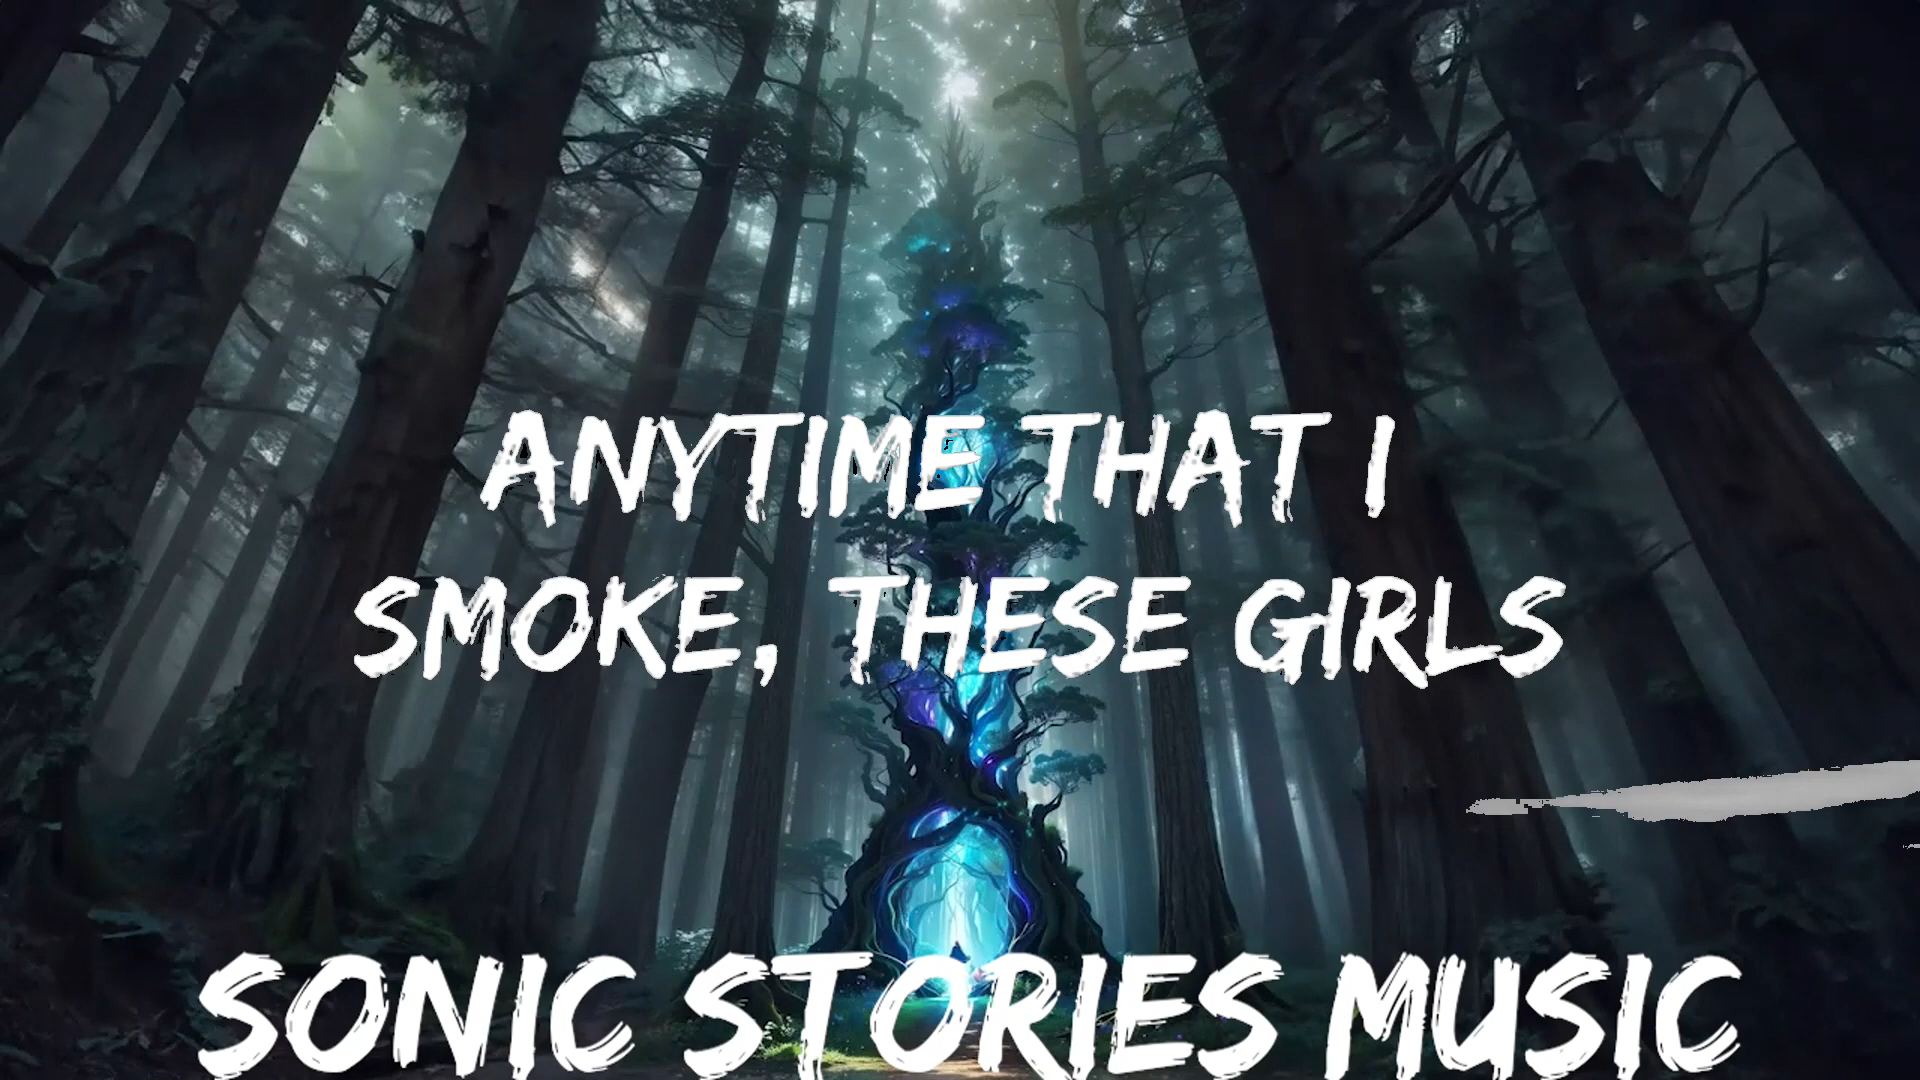 ANYTIME THAT I
SMOKE, THESE GIRLS
SONIC STORIES MUSIC